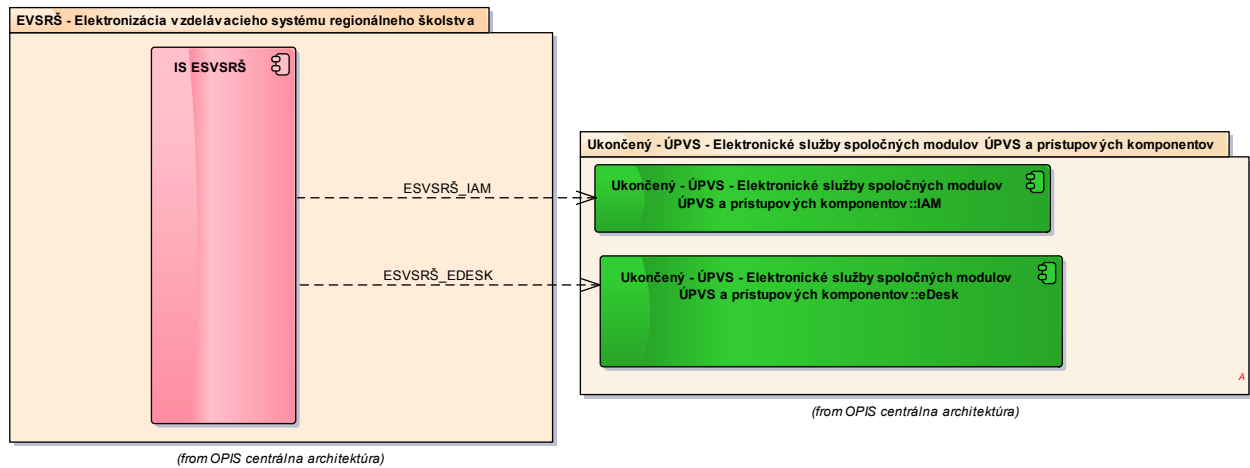 EVSRŠ - Elektronizácia vzdelávacieho systému regionálneho školstva
IS ESVSRŠ
Ukončený - ÚPVS - Elektronické služby spoločných modulov ÚPVS a prístupových komponentov
Ukončený - ÚPVS - Elektronické služby spoločných modulov
ÚPVS a prístupových komponentov::IAM
ESVSRŠ_IAM
ESVSRŠ_EDESK
Ukončený - ÚPVS - Elektronické služby spoločných modulov
ÚPVS a prístupových komponentov::eDesk
A
(from OPIS centrálna architektúra)
(from OPIS centrálna architektúra)